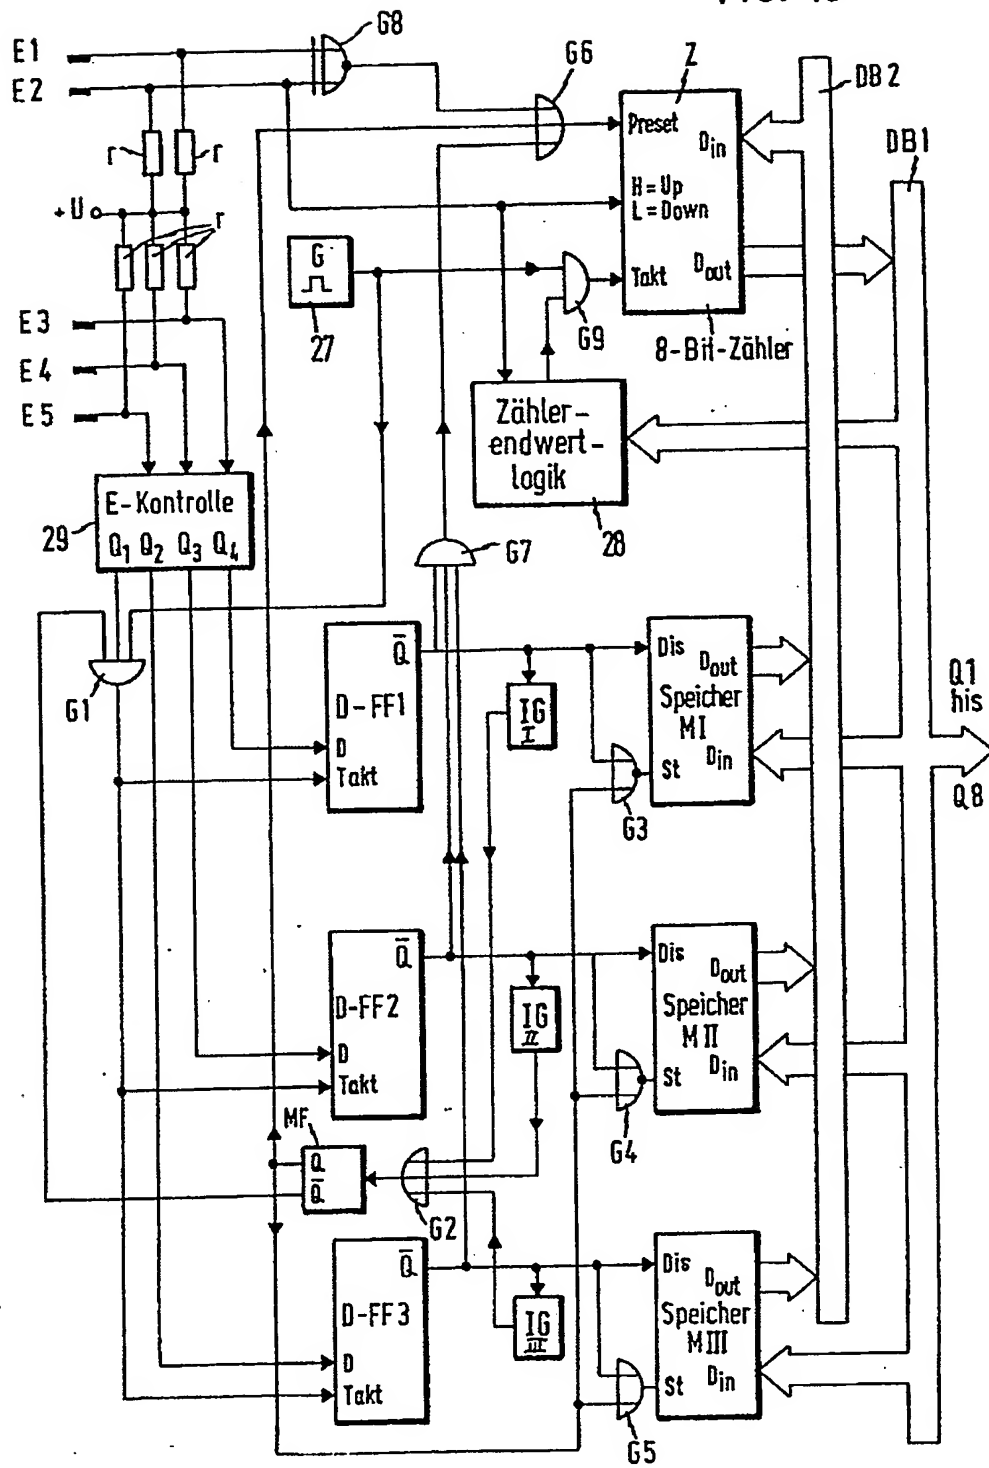 E1
E2
G8
G6
Z
DB2
DB1
r
r
+U
r
Preset
Din
H=Up
L=Down
Takt
Dout
8-Bit-Zähler
G
27
G9
E3
E4
E5
Zähler-
endwert-
logik
28
E-Kontrolle
29
Q1 Q2 Q3 Q4
G7
G1
Q̅
D-FF1
D
Takt
IG
I
Dis
Dout
Speicher
MI
Din
St
G3
Q1
his
Q8
Q̅
D-FF2
D
Takt
IG
II
Dis
Dout
Speicher
MII
Din
St
G4
MF
Q
Q̅
G2
Q̅
D-FF3
D
Takt
IG
III
Dis
Dout
Speicher
MIII
Din
St
G5